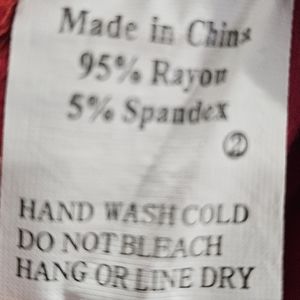 Made in China
95% Rayon
5% Spandex
②
HAND WASH COLD
DO NOT BLEACH
HANG OR LINE DRY